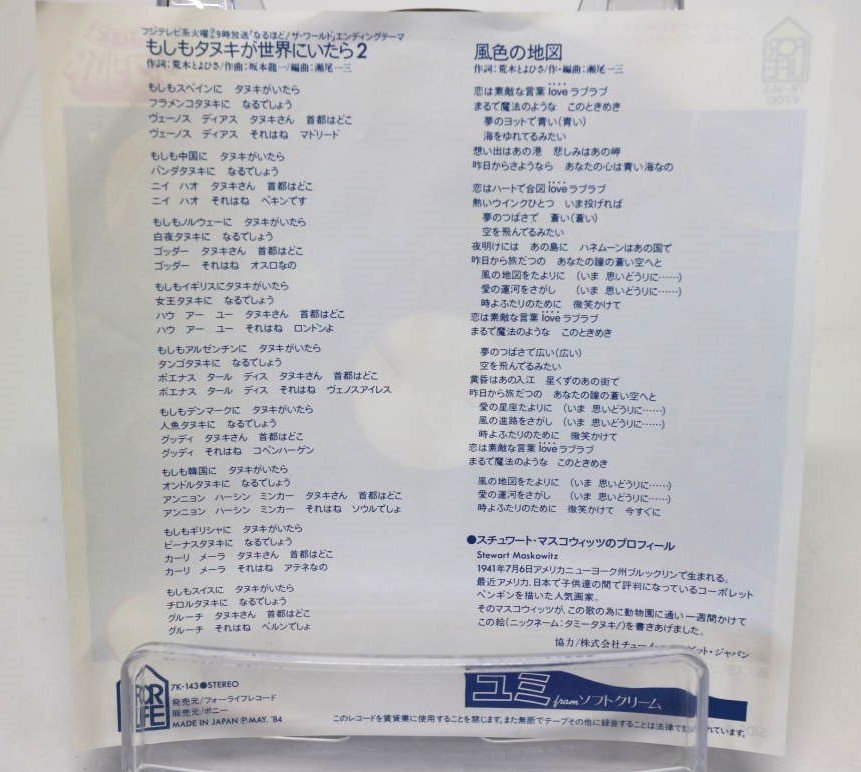 フジテレビ系火曜夜9時放送「なるほど!ザ・ワールド」エンディングテーマ
もしもタヌキが世界にいたら2
作詞:荒木とよひさ/作曲:坂本龍一/編曲:瀬尾一三
もしもスペインに タヌキがいたら
フラメンコタヌキに なるでしょう
ヴェーノス ディアス タヌキさん 首都はどこ
ヴェーノス ディアス それはね マドリード
もしも中国に タヌキがいたら
パンダタヌキに なるでしょう
ニイ ハオ タヌキさん 首都はどこ
ニイ ハオ それはね ペキンです
もしもノルウェーに タヌキがいたら
白夜タヌキに なるでしょう
ゴッダー タヌキさん 首都はどこ
ゴッダー それはね オスロなの
もしもイギリスにタヌキがいたら
女王タヌキに なるでしょう
ハウ アー ユー タヌキさん 首都はどこ
ハウ アー ユー それはね ロンドンよ
もしもアルゼンチンに タヌキがいたら
タンゴタヌキに なるでしょう
ボエナス タール ディス タヌキさん 首都はどこ
ボエナス タール ディス それはね ヴェノスアイレス
もしもデンマークに タヌキがいたら
人魚タヌキに なるでしょう
グッディ タヌキさん 首都はどこ
グッディ それはね コペンハーゲン
もしも韓国に タヌキがいたら
オンドルタヌキに なるでしょう
アンニョン ハーシン ミンカー タヌキさん 首都はどこ
アンニョン ハーシン ミンカー それはね ソウルでしょ
もしもギリシャに タヌキがいたら
ビーナスタヌキに なるでしょう
カーリ メーラ タヌキさん 首都はどこ
カーリ メーラ それはね アテネなの
もしもスイスに タヌキがいたら
チロルタヌキに なるでしょう
グルーチ タヌキさん 首都はどこ
グルーチ それはね ベルンでしょ
風色の地図
作詞:荒木とよひさ/作・編曲:瀬尾一三
恋は素敵な言葉loveラブラブ
まるで魔法のような このときめき
夢のヨットで青い(青い)
海をゆれてるみたい
想い出はあの港 悲しみはあの岬
昨日からさようなら あなたの心は青い海なの
恋はハートで合図loveラブラブ
熱いウインクひとつ いま投げれば
夢のつばさで 蒼い(蒼い)
空を飛んでるみたい
夜明けには あの島に ハネムーンはあの国で
昨日から旅だつの あなたの瞳の蒼い空へと
風の地図をたよりに (いま 思いどうりに……)
愛の運河をさがし (いま 思いどうりに……)
時よふたりのために 微笑かけて
恋は素敵な言葉loveラブラブ
まるで魔法のような このときめき
夢のつばさで広い(広い)
空を飛んでるみたい
黄昏はあの入江 星くずのあの街で
昨日から旅だつの あなたの瞳の蒼い空へと
愛の星座たよりに (いま 思いどうりに……)
風の進路をさがし (いま 思いどうりに……)
時よふたりのために 微笑かけて
恋は素敵な言葉loveラブラブ
まるで魔法のような このときめき
風の地図をたよりに (いま 思いどうりに……)
愛の運河をさがし (いま 思いどうりに……)
時よふたりのために 微笑かけて 今すぐに
●スチュワート・マスコウィッツのプロフィール
Stewart Moskowitz
1941年7月6日アメリカニューヨーク州ブルックリンで生まれる。
最近アメリカ、日本で子供達の間で評判になっているコーポレット
ペンギンを描いた人気画家。
そのマスコウィッツが、この歌の為に動物園に通い一週間かけて
この絵(ニックネーム:タミータヌキ!)を書きあげました。
協力/株式会社チューイ ビット・ジャパン
FOR LIFE
7K-143●STEREO
発売元/フォーライフレコード
販売元/ポニー
MADE IN JAPAN Ⓟ MAY. '84
ユミ from ソフトクリーム
このレコードを賃貸業に使用することを禁じます。また無断でテープその他に録音することは法律で禁じられています。